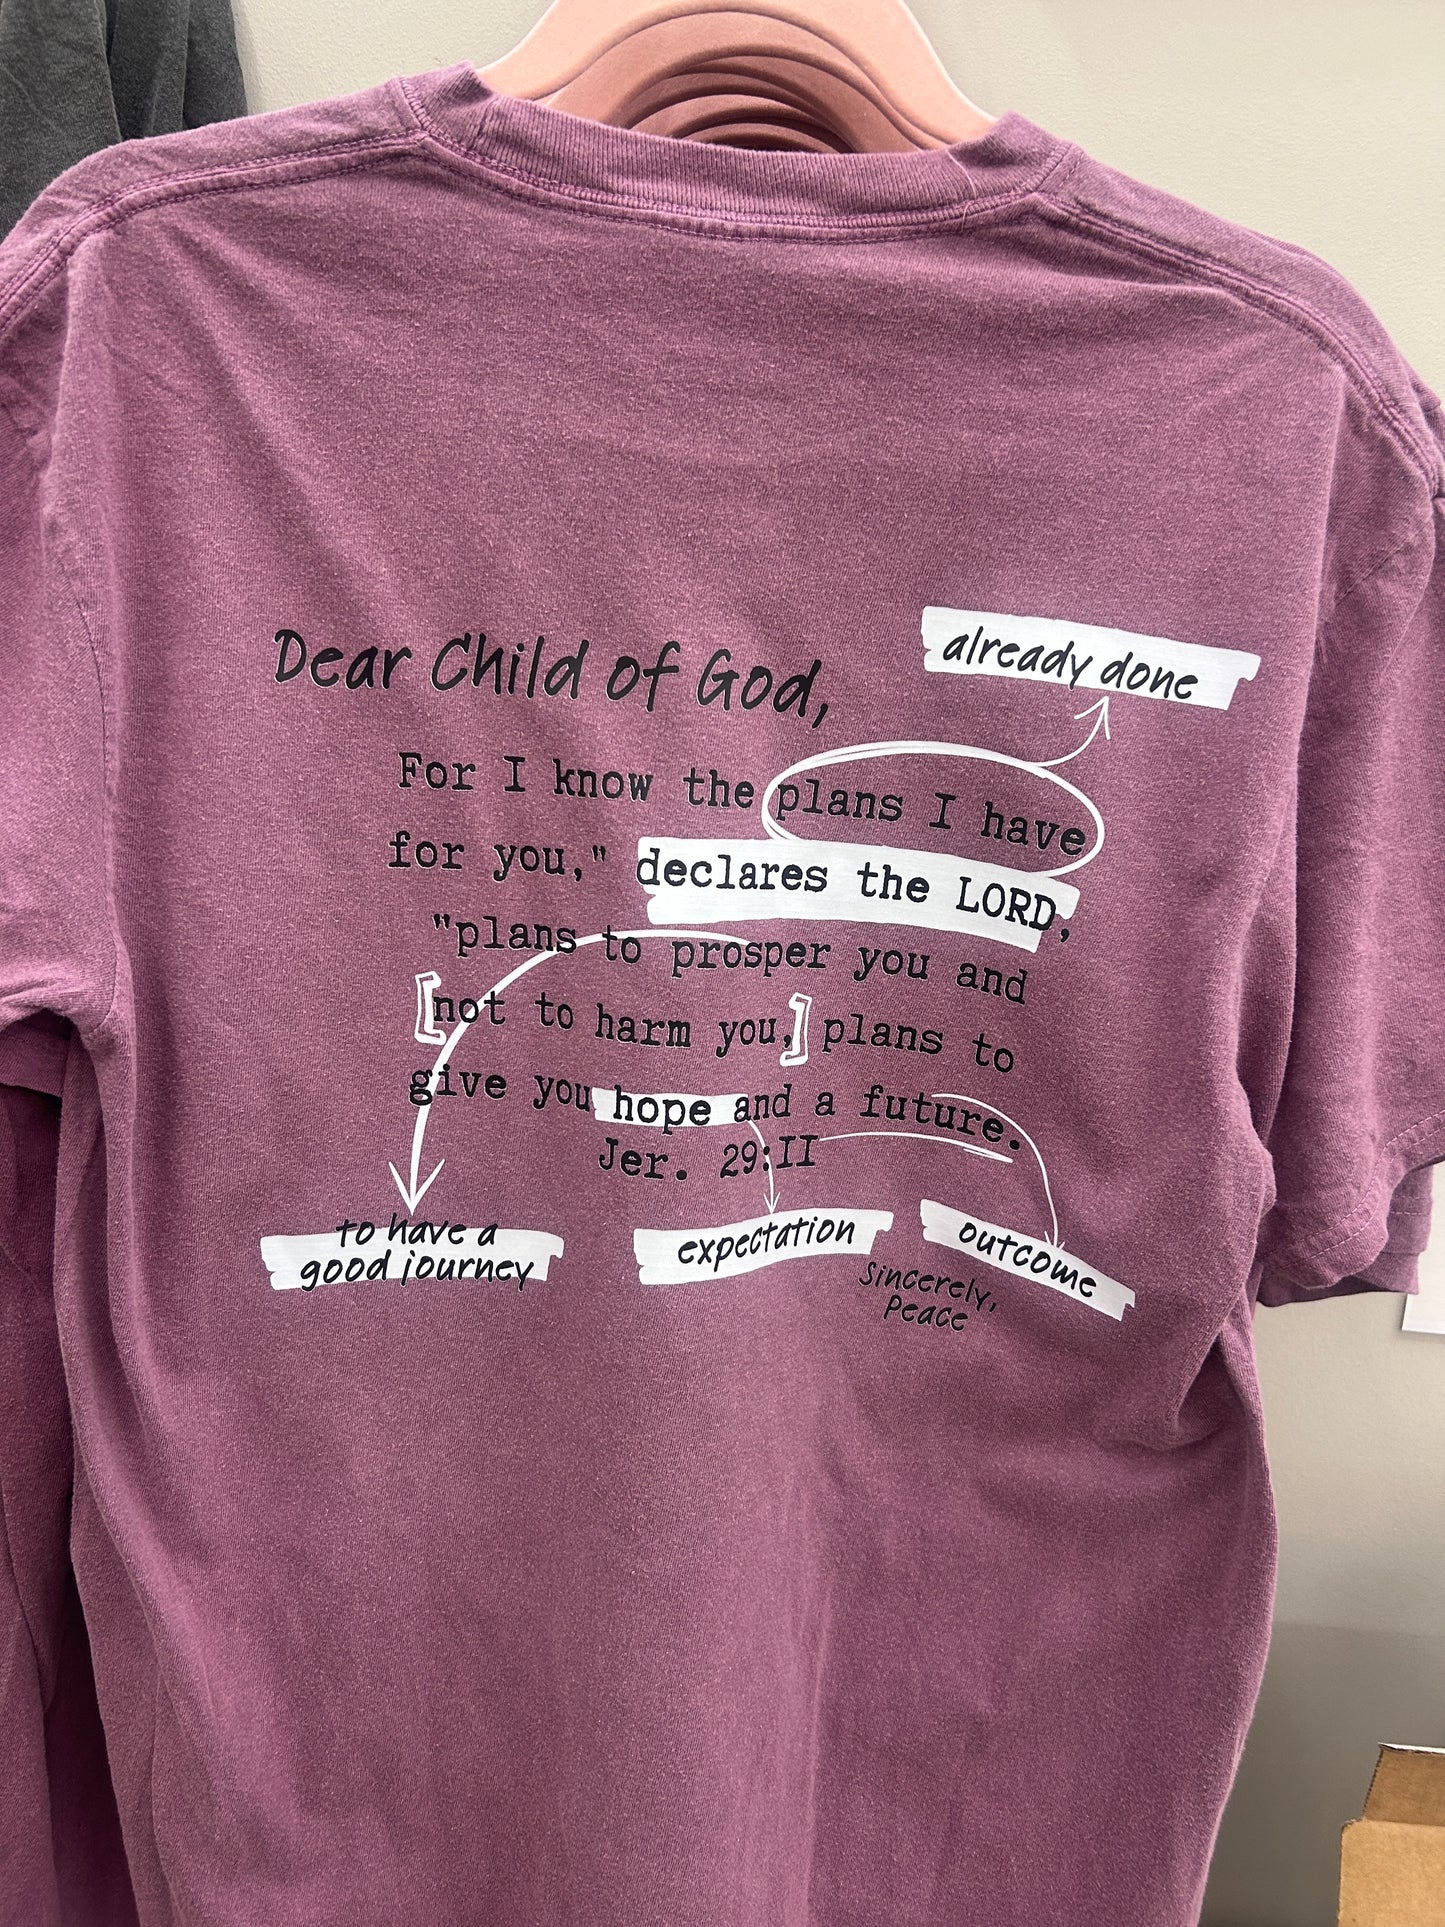 already done
Dear Child of God,
For I know the plans I have
for you," declares the LORD,
"plans to prosper you and
[not to harm you,] plans to
give you hope and a future.
Jer. 29:II
to have a
good journey
expectation
outcome
Sincerely,
Peace